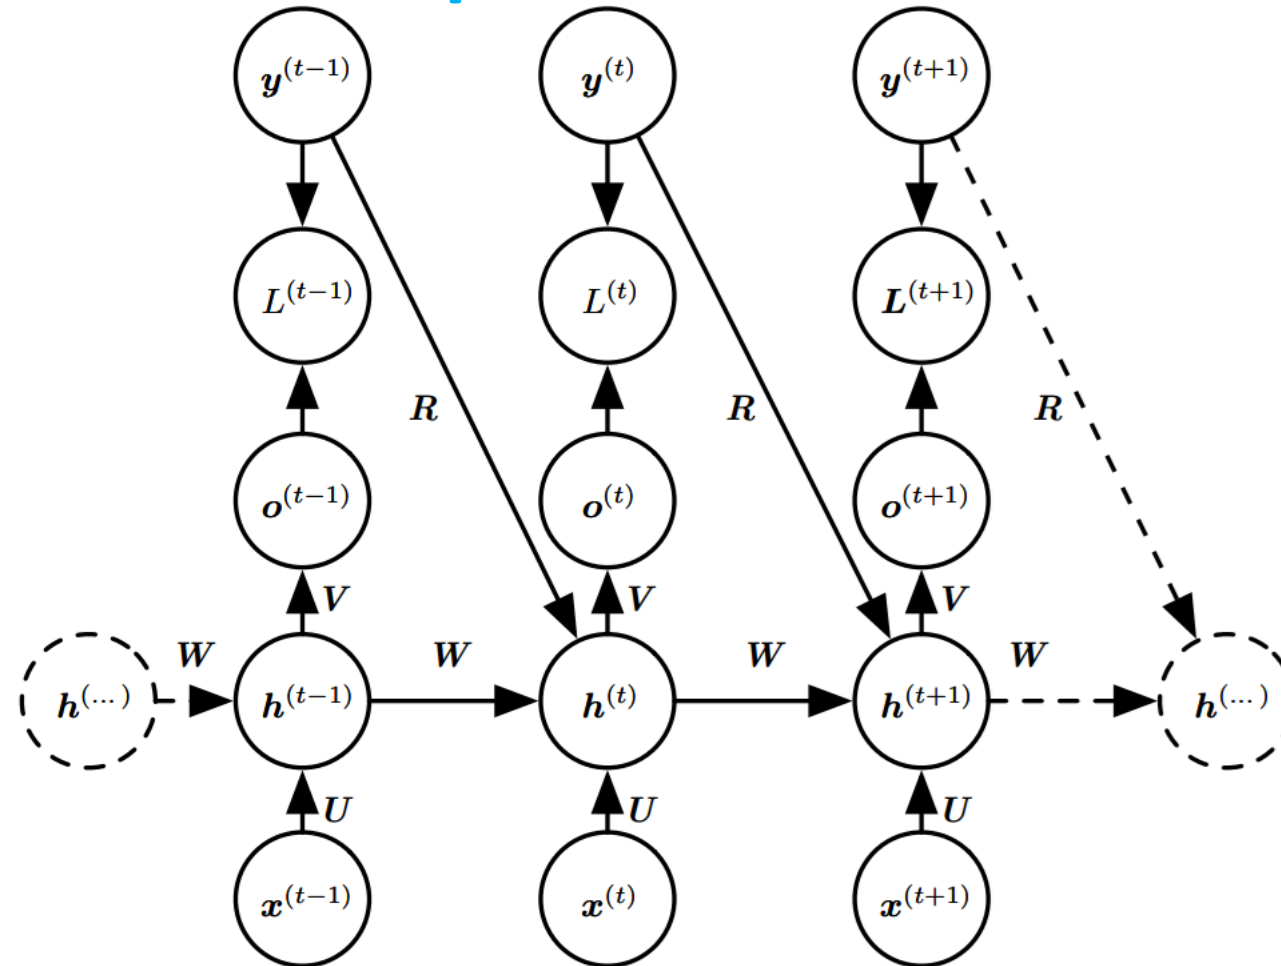 y^(t−1) y^(t) y^(t+1)
L^(t−1) L^(t) L^(t+1)
R R R
o^(t−1) o^(t) o^(t+1)
V V V
W W W W
h^(...) h^(t−1) h^(t) h^(t+1) h^(...)
U U U
x^(t−1) x^(t) x^(t+1)